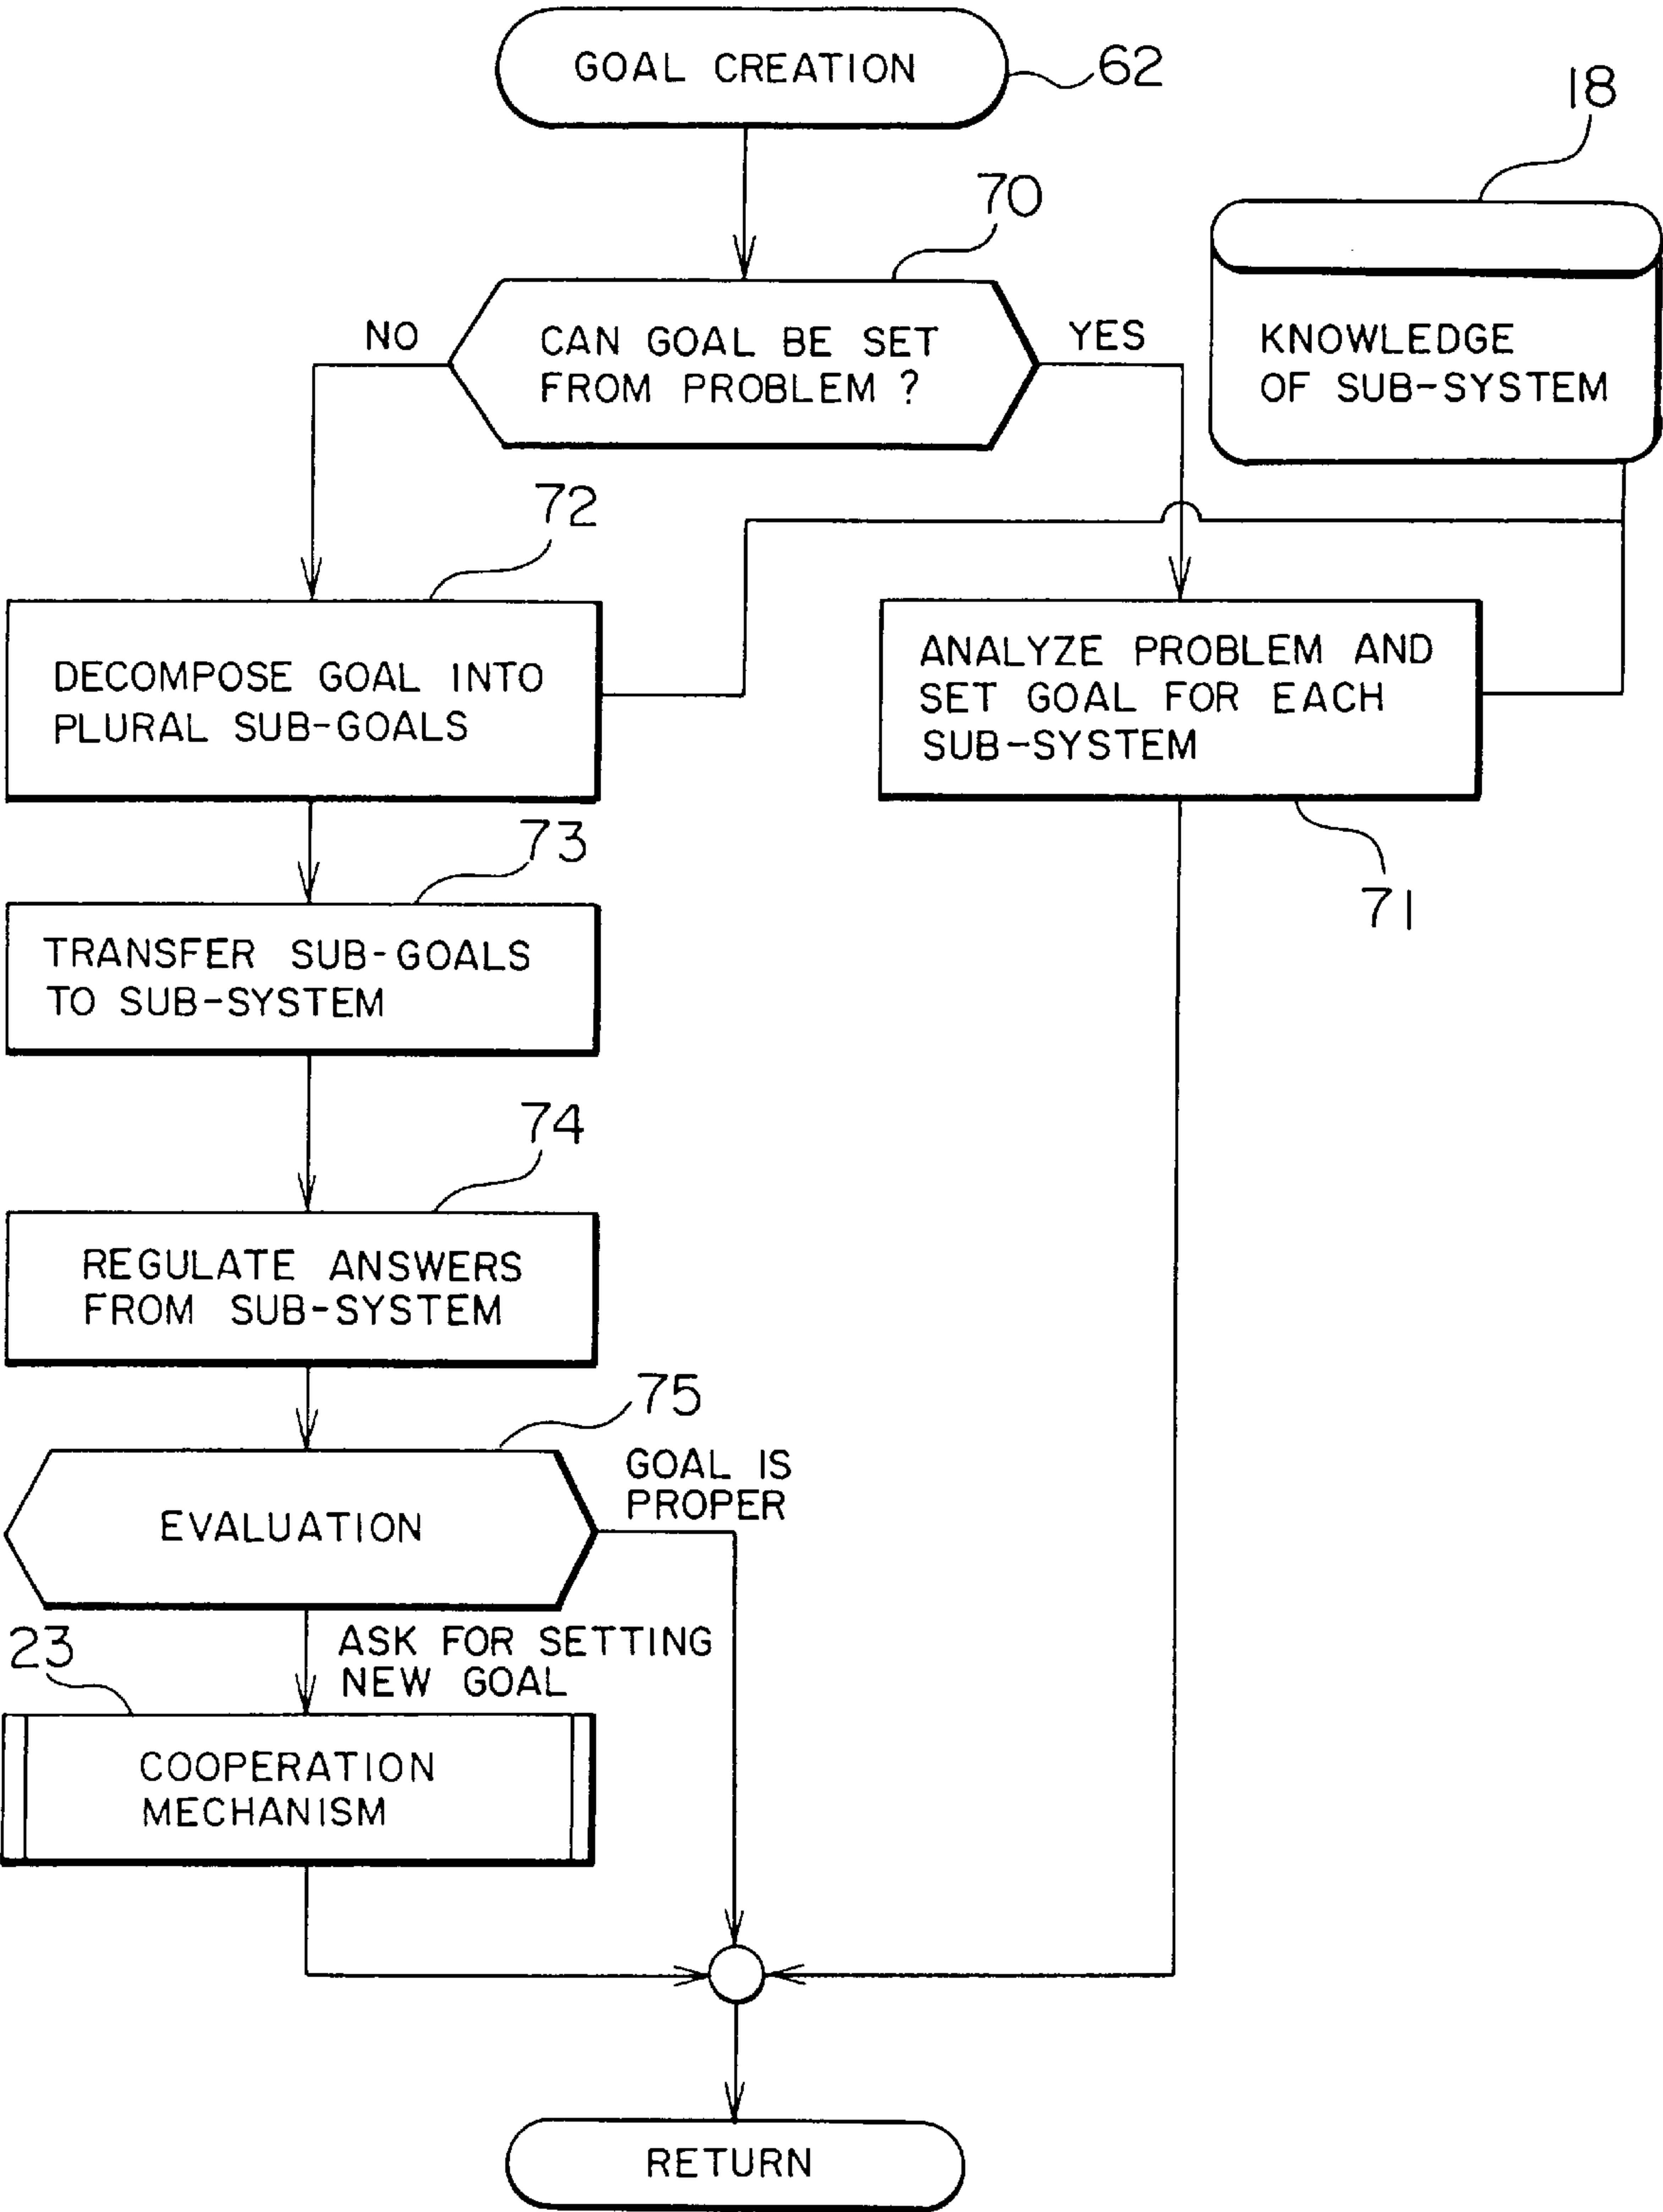 GOAL CREATION
62
18
70
NO
CAN GOAL BE SET
FROM PROBLEM ?
YES
KNOWLEDGE
OF SUB-SYSTEM
72
DECOMPOSE GOAL INTO
PLURAL SUB-GOALS
ANALYZE PROBLEM AND
SET GOAL FOR EACH
SUB-SYSTEM
73
71
TRANSFER SUB-GOALS
TO SUB-SYSTEM
74
REGULATE ANSWERS
FROM SUB-SYSTEM
75
GOAL IS
PROPER
EVALUATION
23
ASK FOR SETTING
NEW GOAL
COOPERATION
MECHANISM
RETURN